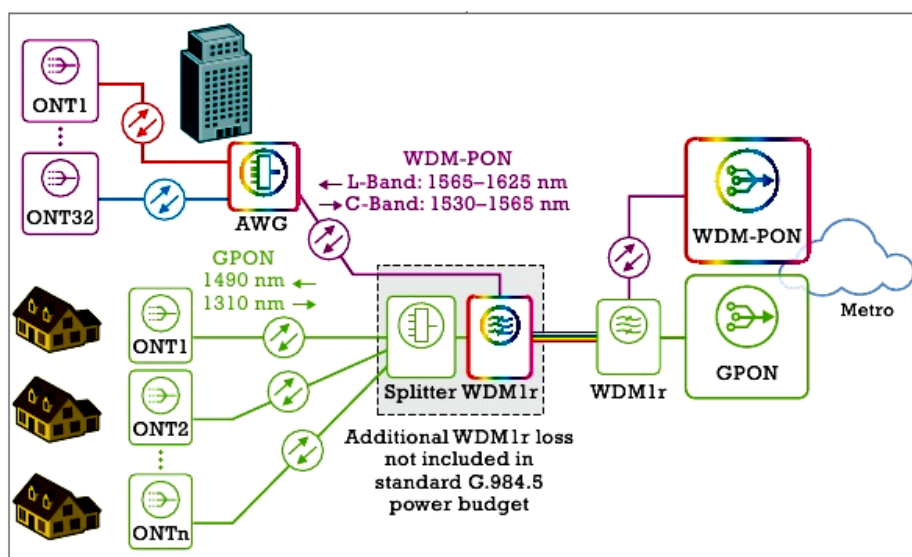 ONT1
ONT32
AWG
WDM-PON
← L-Band: 1565–1625 nm
→ C-Band: 1530–1565 nm
WDM-PON
Metro
GPON
1490 nm ←
1310 nm →
ONT1
ONT2
ONTn
Splitter
WDM1r
WDM1r
GPON
Additional WDM1r loss
not included in
standard G.984.5
power budget